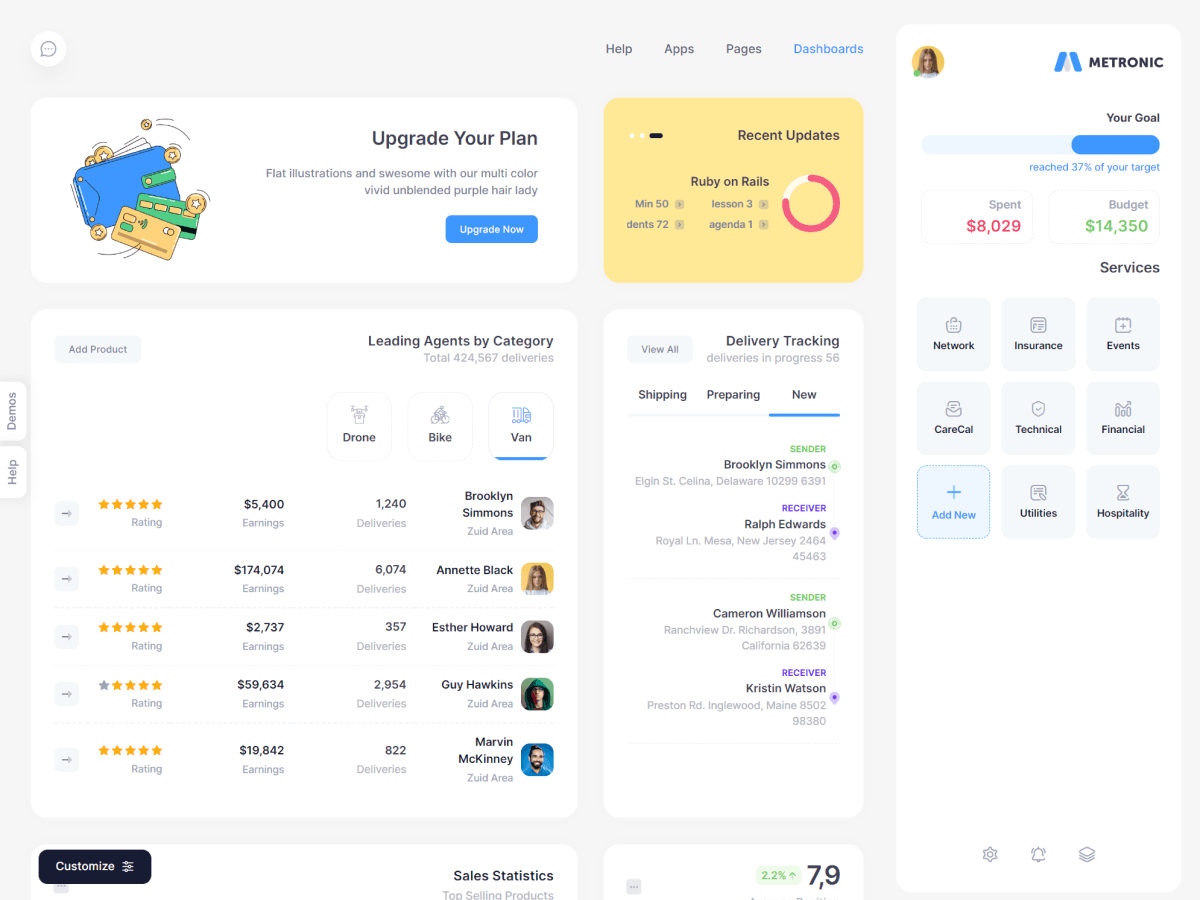 Help
Apps
Pages
Dashboards
METRONIC
Upgrade Your Plan
Flat illustrations and swesome with our multi color
vivid unblended purple hair lady
Upgrade Now
Recent Updates
Ruby on Rails
Min 50
lesson 3
dents 72
agenda 1
Your Goal
reached 37% of your target
Spent
$8,029
Budget
$14,350
Services
Network
Insurance
Events
CareCal
Technical
Financial
Add New
Utilities
Hospitality
Add Product
Leading Agents by Category
Total 424,567 deliveries
Drone
Bike
Van
Brooklyn
Simmons
Zuid Area
1,240
Deliveries
$5,400
Earnings
Rating
Annette Black
Zuid Area
6,074
Deliveries
$174,074
Earnings
Rating
Esther Howard
Zuid Area
357
Deliveries
$2,737
Earnings
Rating
Guy Hawkins
Zuid Area
2,954
Deliveries
$59,634
Earnings
Rating
Marvin
McKinney
Zuid Area
822
Deliveries
$19,842
Earnings
Rating
View All
Delivery Tracking
deliveries in progress 56
Shipping
Preparing
New
SENDER
Brooklyn Simmons
Elgin St. Celina, Delaware 10299 6391
RECEIVER
Ralph Edwards
Royal Ln. Mesa, New Jersey 2464
45463
SENDER
Cameron Williamson
Ranchview Dr. Richardson, 3891
California 62639
RECEIVER
Kristin Watson
Preston Rd. Inglewood, Maine 8502
98380
Demos
Help
Customize
Sales Statistics
Top Selling Products
2.2%
7,9